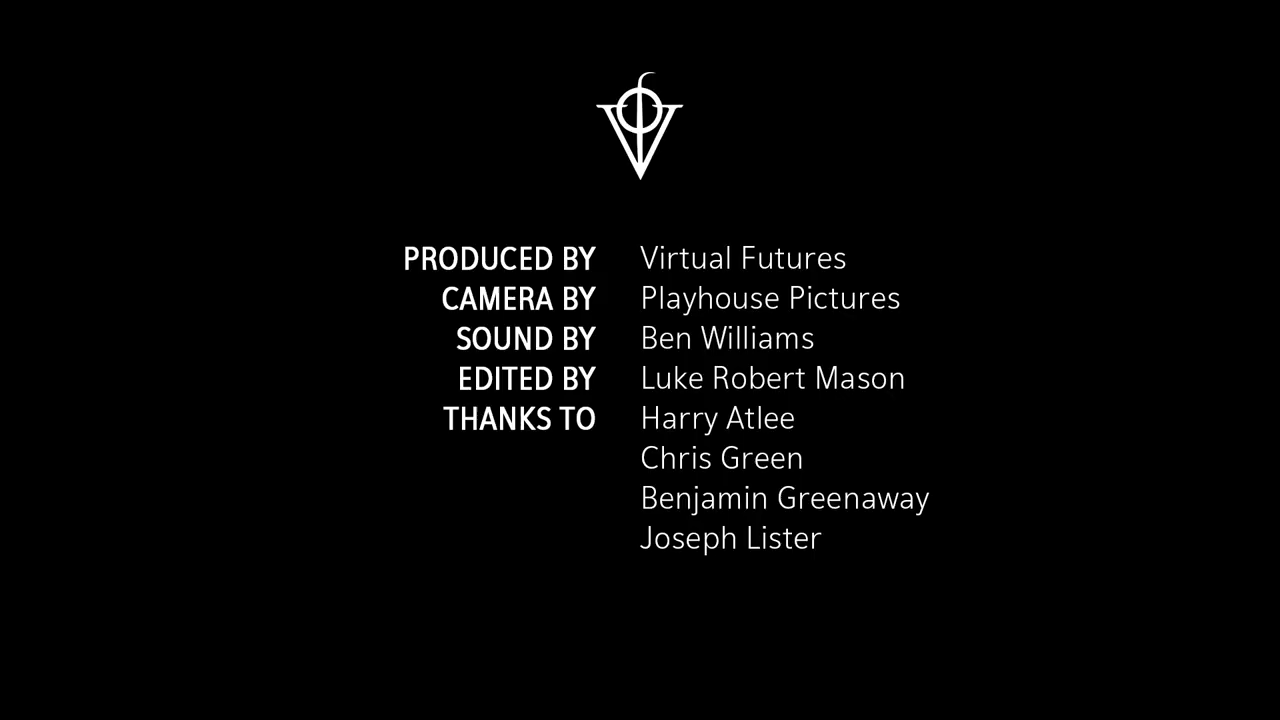 PRODUCED BY Virtual Futures
CAMERA BY Playhouse Pictures
SOUND BY Ben Williams
EDITED BY Luke Robert Mason
THANKS TO Harry Atlee
Chris Green
Benjamin Greenaway
Joseph Lister